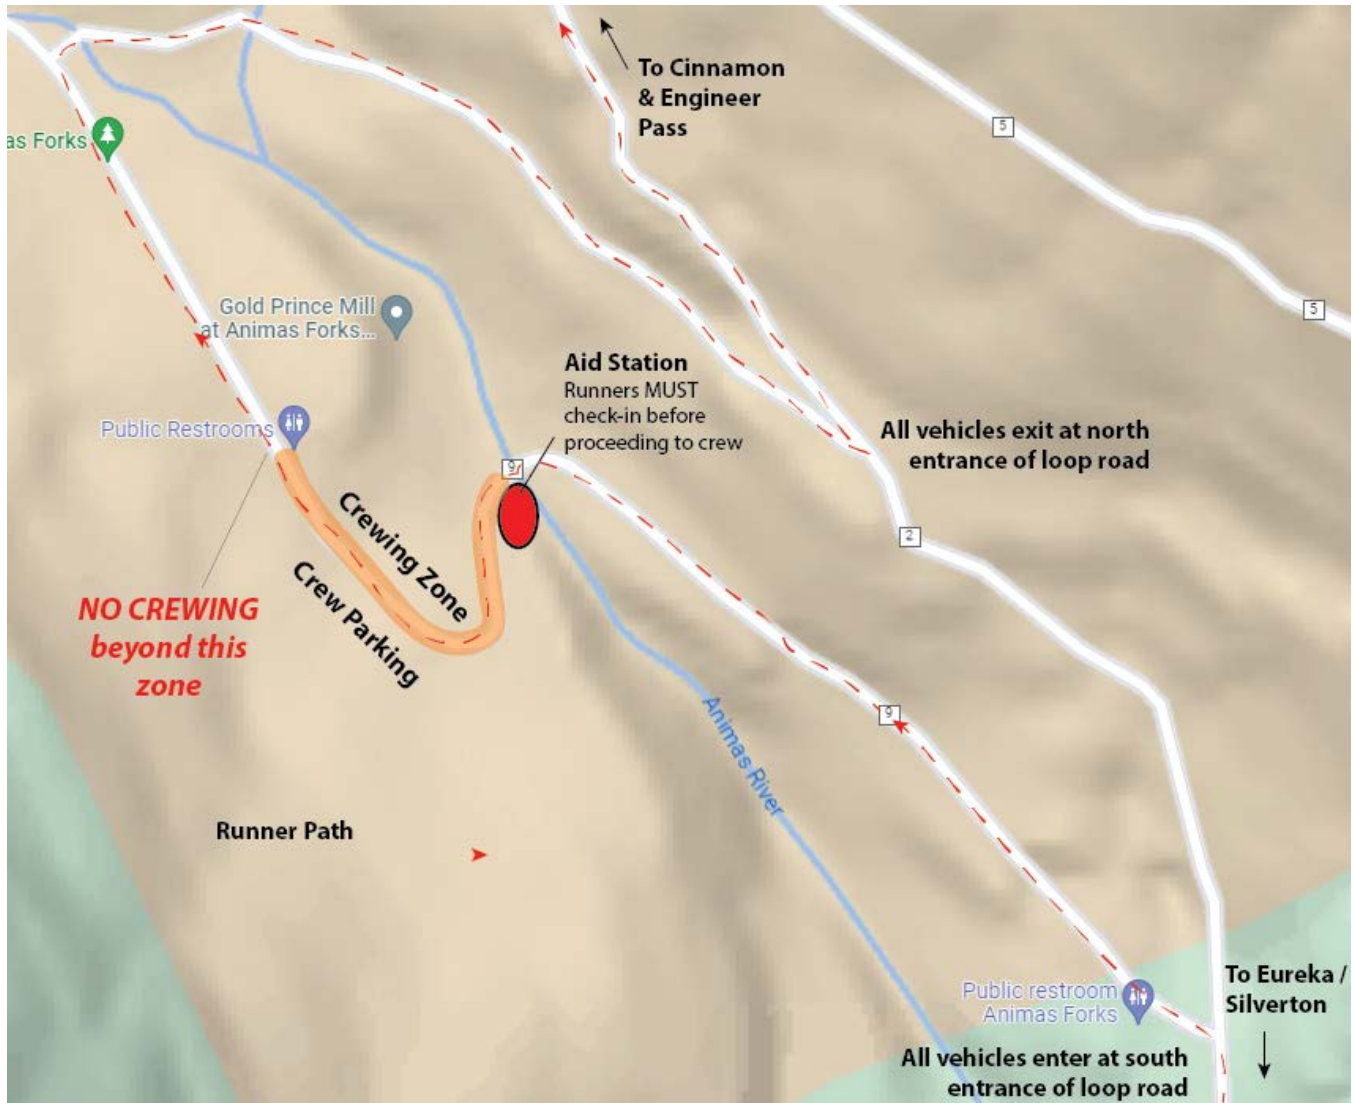 To Cinnamon
& Engineer
Pass
5
as Forks
5
Gold Prince Mill
at Animas Forks...
Aid Station
Runners MUST
check-in before
proceeding to crew
Public Restrooms
All vehicles exit at north
entrance of loop road
9
2
Crewing Zone
Crew Parking
NO CREWING
beyond this
zone
9
Animas River
Runner Path
Public restroom
Animas Forks
To Eureka /
Silverton
All vehicles enter at south
entrance of loop road